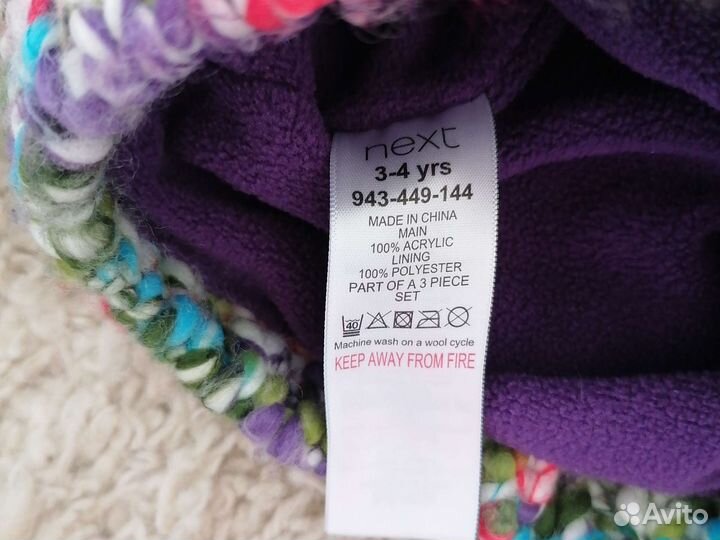 next
3-4 yrs
943-449-144
MADE IN CHINA
MAIN
100% ACRYLIC
LINING
100% POLYESTER
PART OF A 3 PIECE
SET
40
Machine wash on a wool cycle
KEEP AWAY FROM FIRE
Avito